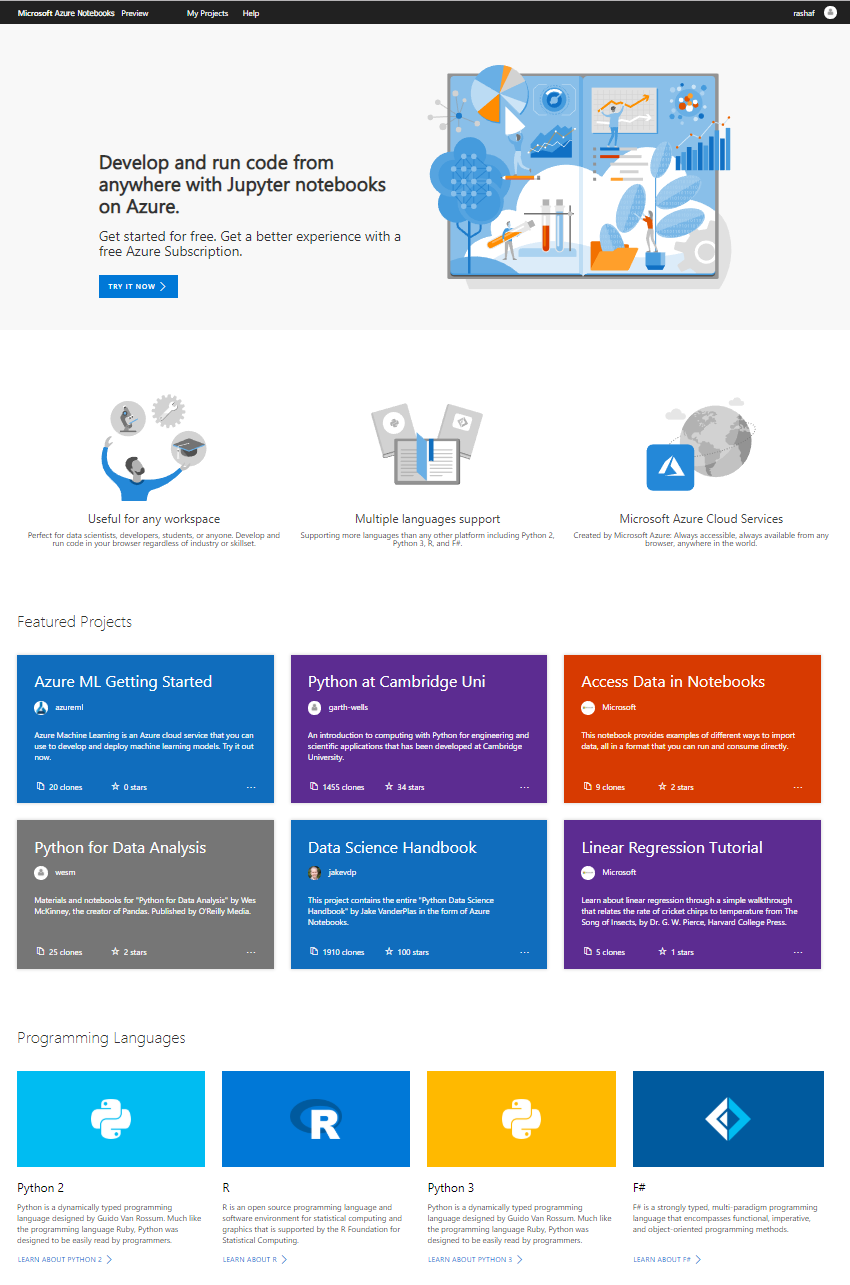 Microsoft Azure Notebooks Preview My Projects Help rashaf
Develop and run code from
anywhere with Jupyter notebooks
on Azure.
Get started for free. Get a better experience with a
free Azure Subscription.
TRY IT NOW
Useful for any workspace
Perfect for data scientists, developers, students, or anyone. Develop and
run code in your browser regardless of industry or skillset.
Multiple languages support
Supporting more languages than any other platform including Python 2,
Python 3, R, and F#.
Microsoft Azure Cloud Services
Created by Microsoft Azure: Always accessible, always available from any
browser, anywhere in the world.
Featured Projects
Azure ML Getting Started
azureml
Azure Machine Learning is an Azure cloud service that you can
use to develop and deploy machine learning models. Try it out
now.
20 clones 0 stars ...
Python at Cambridge Uni
garth-wells
An introduction to computing with Python for engineering and
scientific applications that has been developed at Cambridge
University.
1455 clones 34 stars ...
Access Data in Notebooks
Microsoft
This notebook provides examples of different ways to import
data, all in a format that you can run and consume directly.
9 clones 2 stars ...
Python for Data Analysis
wesm
Materials and notebooks for "Python for Data Analysis" by Wes
McKinney, the creator of Pandas. Published by O'Reilly Media.
25 clones 2 stars ...
Data Science Handbook
jakevdp
This project contains the entire "Python Data Science
Handbook" by Jake VanderPlas in the form of Azure
Notebooks.
1910 clones 100 stars ...
Linear Regression Tutorial
Microsoft
Learn about linear regression through a simple walkthrough
that relates the rate of cricket chirps to temperature from The
Song of Insects, by Dr. G. W. Pierce, Harvard College Press.
5 clones 1 stars ...
Programming Languages
Python 2
Python is a dynamically typed programming
language designed by Guido Van Rossum. Much like
the programming language Ruby, Python was
designed to be easily read by programmers.
LEARN ABOUT PYTHON 2
R
R
R is an open source programming language and
software environment for statistical computing and
graphics that is supported by the R Foundation for
Statistical Computing.
LEARN ABOUT R
Python 3
Python is a dynamically typed programming
language designed by Guido Van Rossum. Much like
the programming language Ruby, Python was
designed to be easily read by programmers.
LEARN ABOUT PYTHON 3
F#
F# is a strongly typed, multi-paradigm programming
language that encompasses functional, imperative,
and object-oriented programming methods.
LEARN ABOUT F#